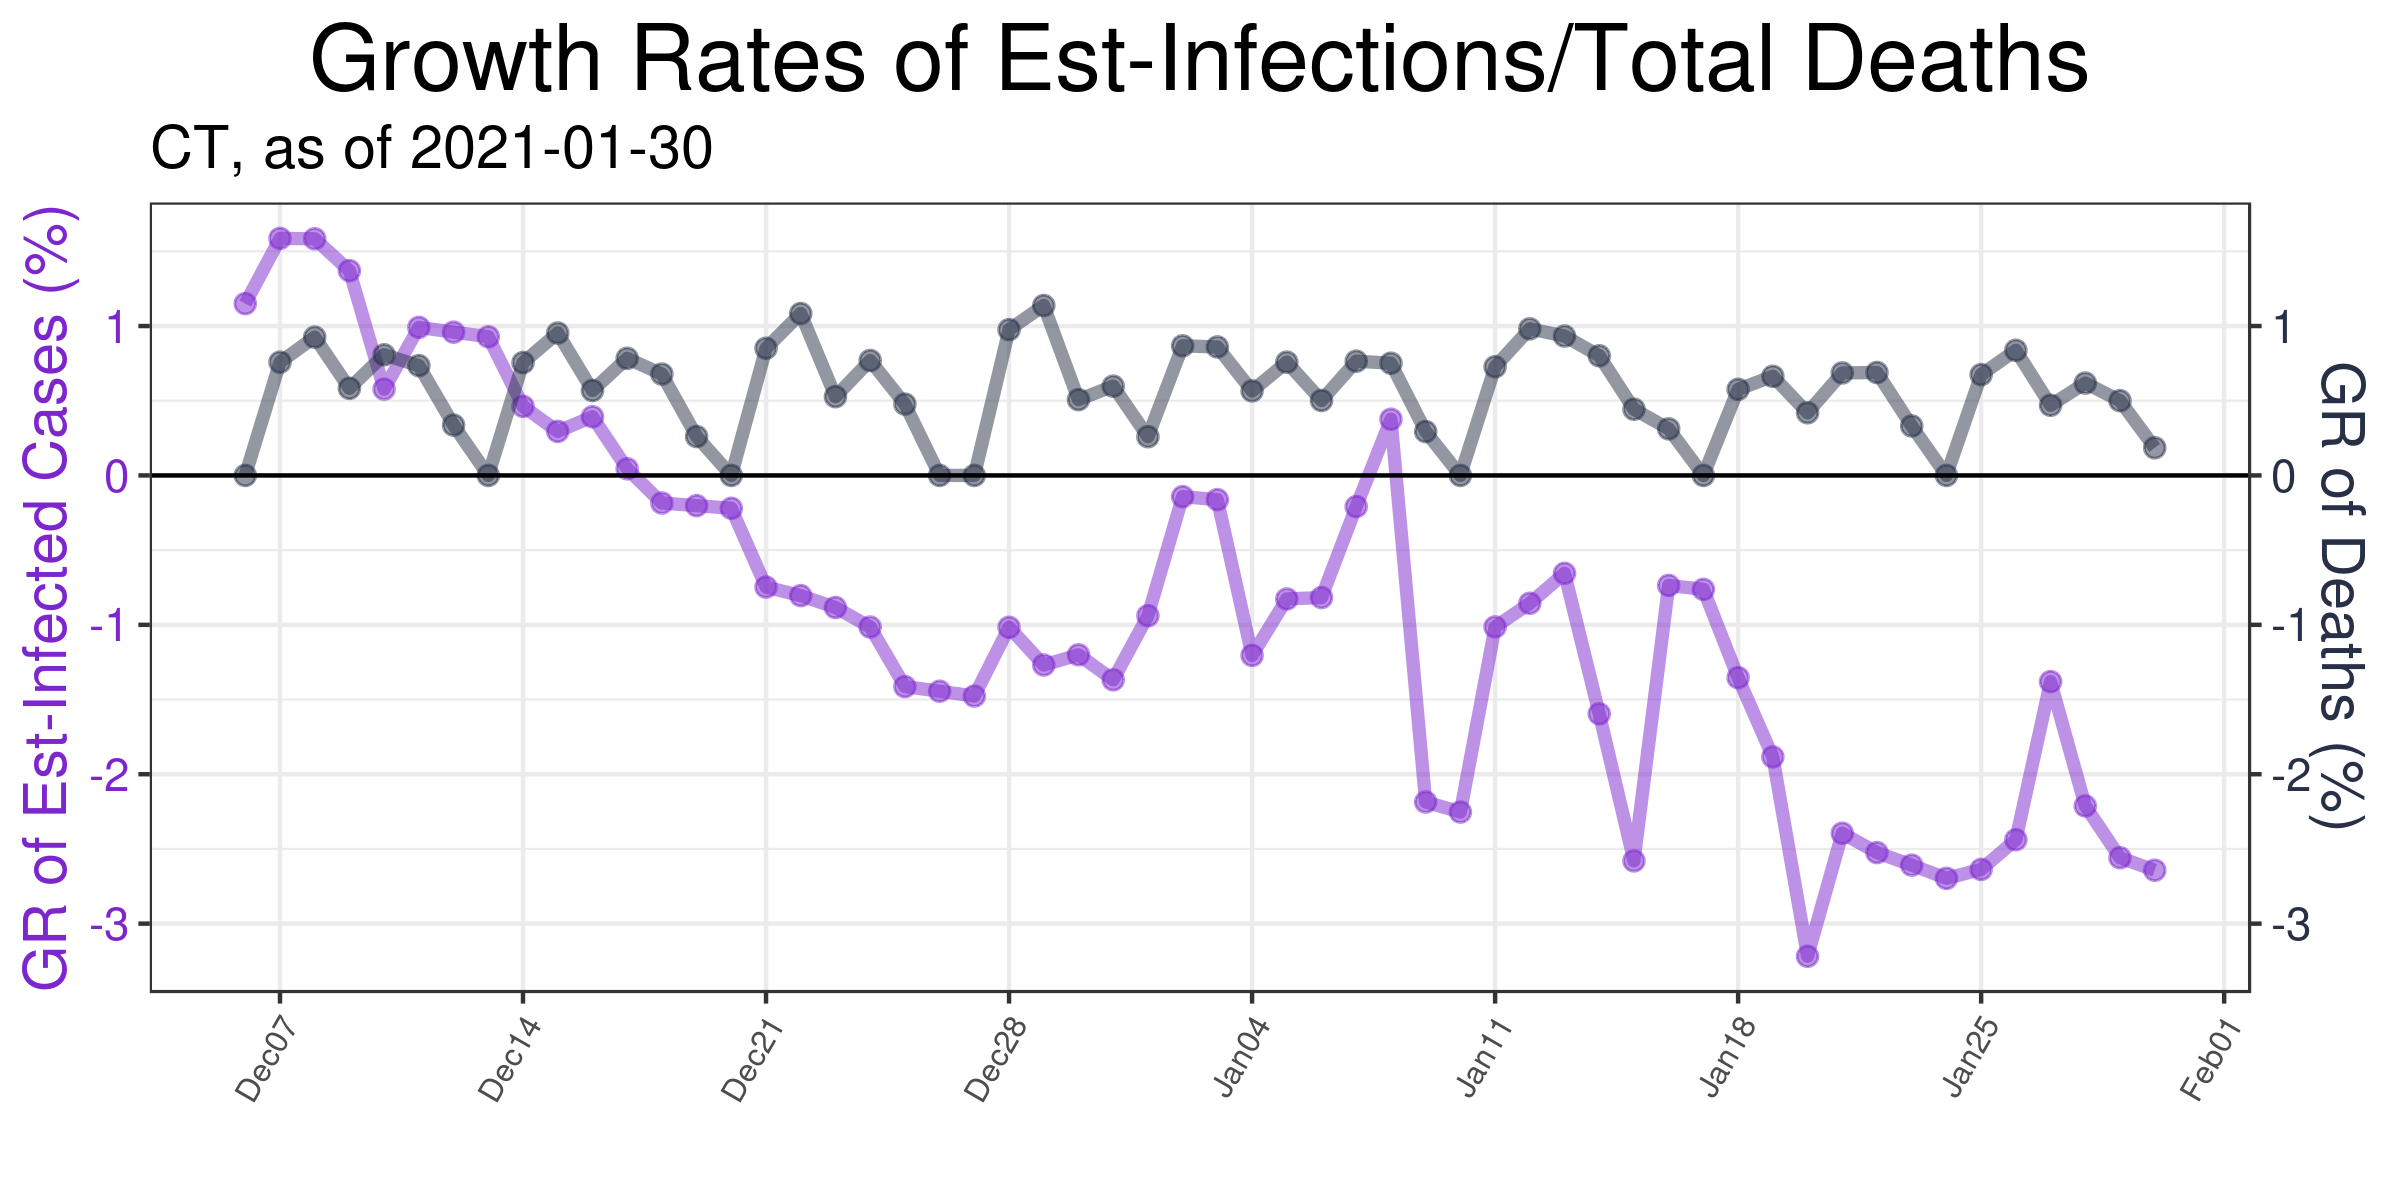 Growth Rates of Est-Infections/Total Deaths
CT, as of 2021-01-30
GR of Est-Infected Cases (%)
1
0
-1
-2
-3
1
0
-1
-2
-3
GR of Deaths (%)
Dec07
Dec14
Dec21
Dec28
Jan04
Jan11
Jan18
Jan25
Feb01